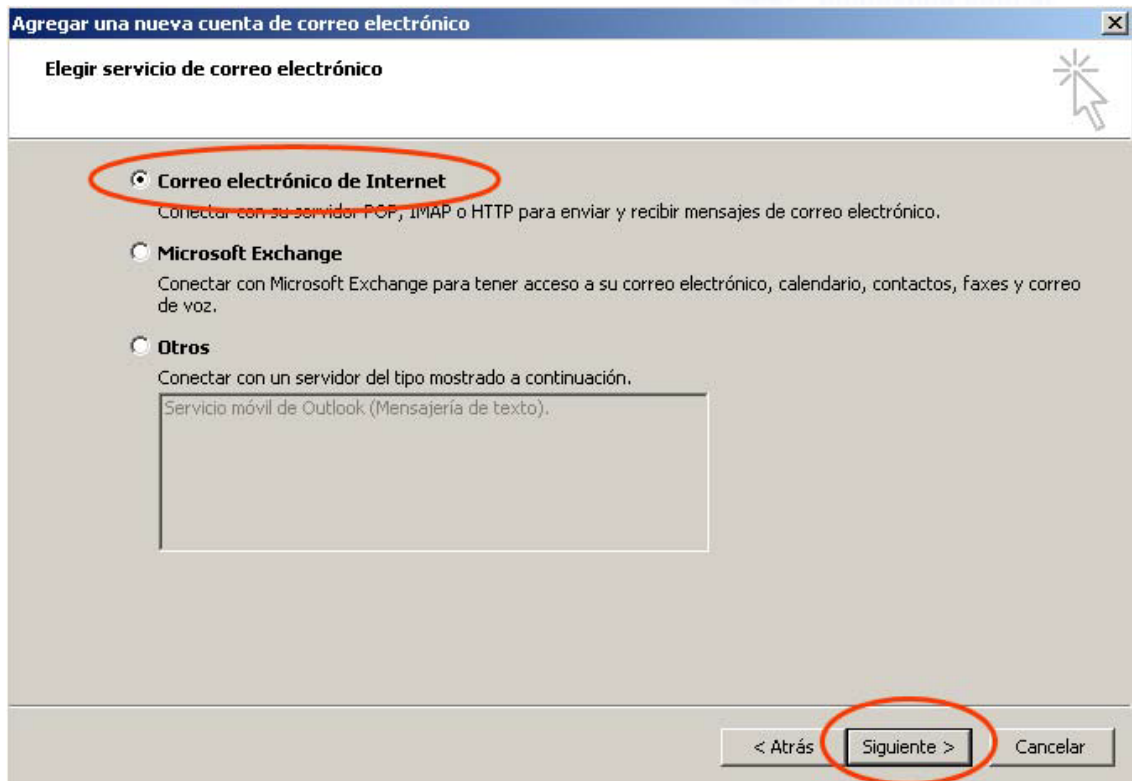 Agregar una nueva cuenta de correo electrónico
Elegir servicio de correo electrónico
Correo electrónico de Internet
Conectar con su servidor POP, IMAP o HTTP para enviar y recibir mensajes de correo electrónico.
Microsoft Exchange
Conectar con Microsoft Exchange para tener acceso a su correo electrónico, calendario, contactos, faxes y correo
de voz.
Otros
Conectar con un servidor del tipo mostrado a continuación.
Servicio móvil de Outlook (Mensajería de texto).
< Atrás Siguiente > Cancelar